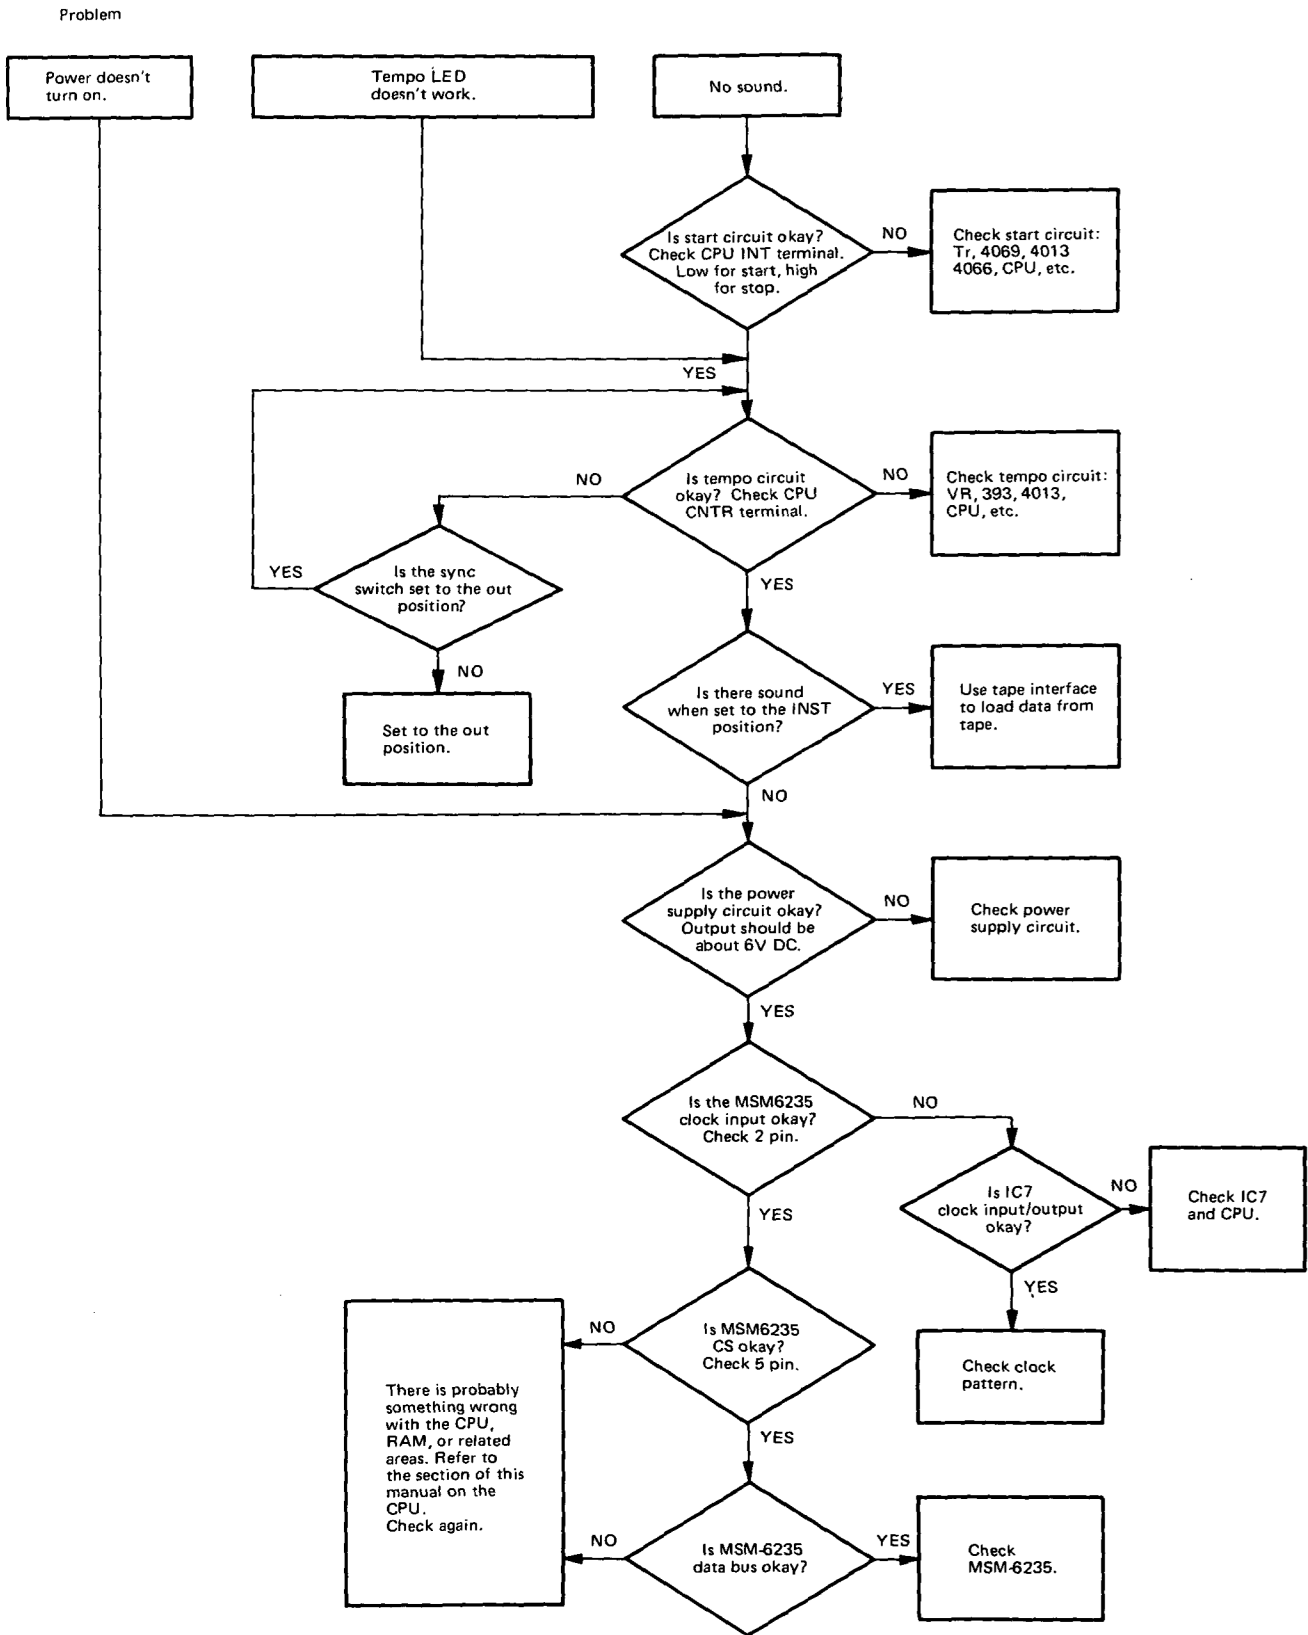 Problem
Power doesn't
turn on.
Tempo LED
doesn't work.
No sound.
Is start circuit okay?
Check CPU INT terminal.
Low for start, high
for stop.
NO
Check start circuit:
Tr, 4069, 4013
4066, CPU, etc.
YES
Is tempo circuit
okay? Check CPU
CNTR terminal.
NO
NO
Check tempo circuit:
VR, 393, 4013,
CPU, etc.
Is the sync
switch set to the out
position?
YES
NO
Set to the out
position.
YES
Is there sound
when set to the INST
position?
YES
Use tape interface
to load data from
tape.
NO
Is the power
supply circuit okay?
Output should be
about 6V DC.
NO
Check power
supply circuit.
YES
Is the MSM6235
clock input okay?
Check 2 pin.
NO
Is IC7
clock input/output
okay?
NO
Check IC7
and CPU.
YES
Check clock
pattern.
YES
Is MSM6235
CS okay?
Check 5 pin.
NO
There is probably
something wrong
with the CPU,
RAM, or related
areas. Refer to
the section of this
manual on the
CPU.
Check again.
YES
Is MSM-6235
data bus okay?
NO
YES
Check
MSM-6235.